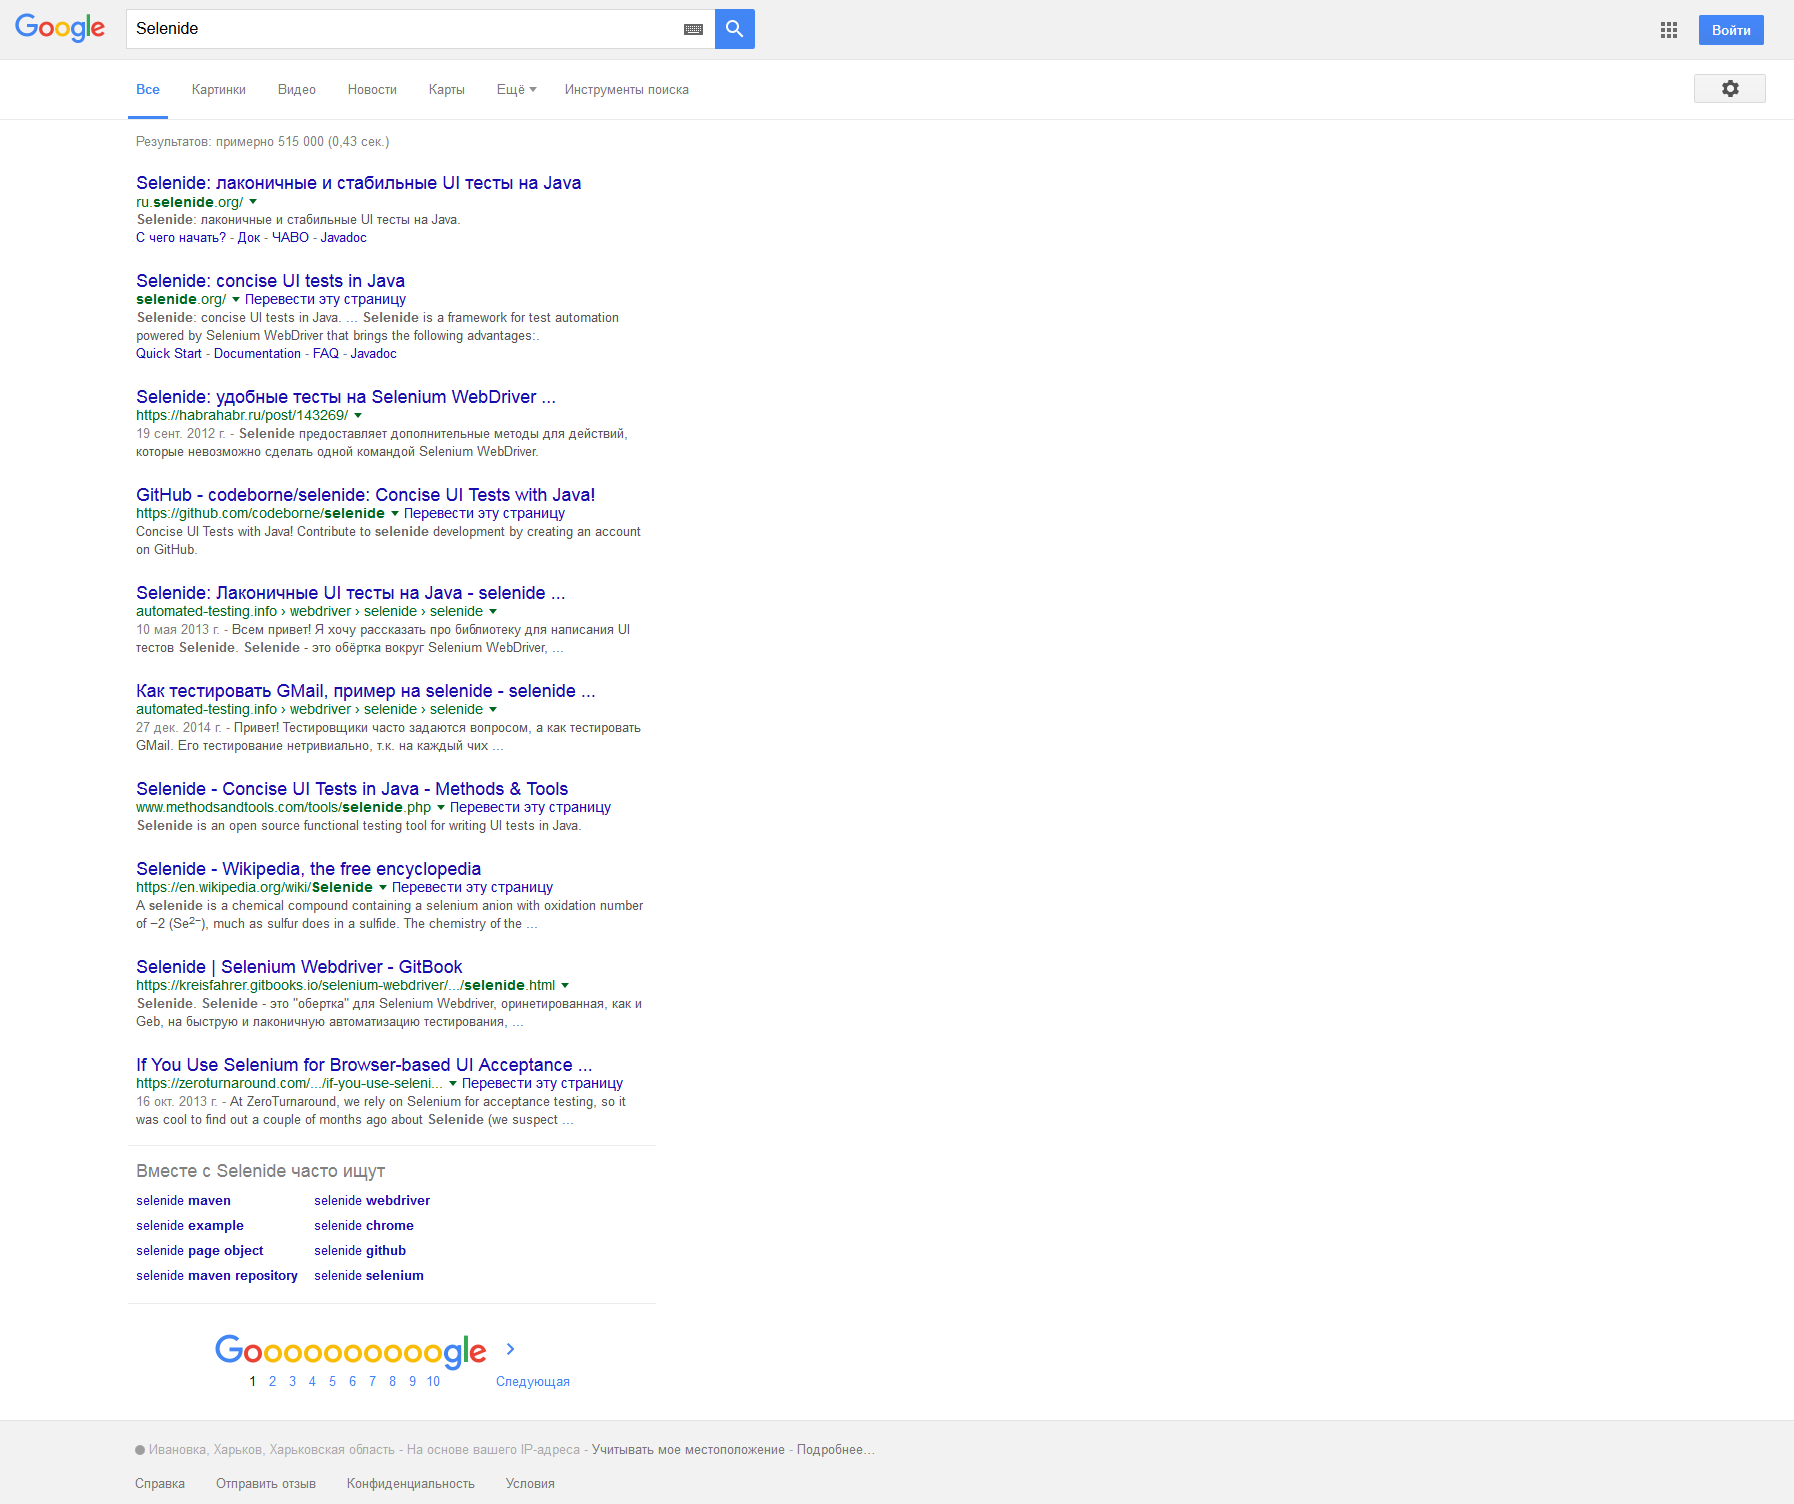 Google Selenide Войти
Все Картинки Видео Новости Карты Ещё Инструменты поиска
Результатов: примерно 515 000 (0,43 сек.)
Selenide: лаконичные и стабильные UI тесты на Java
ru.selenide.org/
Selenide: лаконичные и стабильные UI тесты на Java.
С чего начать? - Док - ЧАВО - Javadoc
Selenide: concise UI tests in Java
selenide.org/ Перевести эту страницу
Selenide: concise UI tests in Java. ... Selenide is a framework for test automation
powered by Selenium WebDriver that brings the following advantages:.
Quick Start - Documentation - FAQ - Javadoc
Selenide: удобные тесты на Selenium WebDriver ...
https://habrahabr.ru/post/143269/
19 сент. 2012 г. - Selenide предоставляет дополнительные методы для действий,
которые невозможно сделать одной командой Selenium WebDriver.
GitHub - codeborne/selenide: Concise UI Tests with Java!
https://github.com/codeborne/selenide Перевести эту страницу
Concise UI Tests with Java! Contribute to selenide development by creating an account
on GitHub.
Selenide: Лаконичные UI тесты на Java - selenide ...
automated-testing.info › webdriver › selenide › selenide
10 мая 2013 г. - Всем привет! Я хочу рассказать про библиотеку для написания UI
тестов Selenide. Selenide - это обёртка вокруг Selenium WebDriver, ...
Как тестировать GMail, пример на selenide - selenide ...
automated-testing.info › webdriver › selenide › selenide
27 дек. 2014 г. - Привет! Тестировщики часто задаются вопросом, а как тестировать
GMail. Его тестирование нетривиально, т.к. на каждый чих ...
Selenide - Concise UI Tests in Java - Methods & Tools
www.methodsandtools.com/tools/selenide.php Перевести эту страницу
Selenide is an open source functional testing tool for writing UI tests in Java.
Selenide - Wikipedia, the free encyclopedia
https://en.wikipedia.org/wiki/Selenide Перевести эту страницу
A selenide is a chemical compound containing a selenium anion with oxidation number
of −2 (Se²⁻), much as sulfur does in a sulfide. The chemistry of the ...
Selenide | Selenium Webdriver - GitBook
https://kreisfahrer.gitbooks.io/selenium-webdriver/.../selenide.html
Selenide. Selenide - это "обертка" для Selenium Webdriver, оринетированная, как и
Geb, на быструю и лаконичную автоматизацию тестирования, ...
If You Use Selenium for Browser-based UI Acceptance ...
https://zeroturnaround.com/.../if-you-use-seleni... Перевести эту страницу
16 окт. 2013 г. - At ZeroTurnaround, we rely on Selenium for acceptance testing, so it
was cool to find out a couple of months ago about Selenide (we suspect ...
Вместе с Selenide часто ищут
selenide maven selenide webdriver
selenide example selenide chrome
selenide page object selenide github
selenide maven repository selenide selenium
Goooooooooogle
1 2 3 4 5 6 7 8 9 10 Следующая
Ивановка, Харьков, Харьковская область - На основе вашего IP-адреса - Учитывать мое местоположение - Подробнее...
Справка Отправить отзыв Конфиденциальность Условия